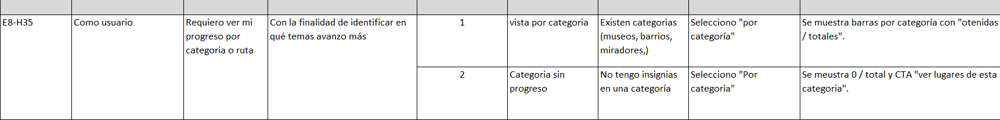 E8-H35
Como usuario
Requiero ver mi
progreso por
categoria o ruta
Con la finalidad de identificar en
qué temas avanzo más
1
vista por categoria
Existen categorias
(museos, barrios,
miradores,)
Selecciono "por
categoría"
Se muestra barras por categoría con "otenidas
/ totales".
2
Categoria sin
progreso
No tengo insignias
en una categoría
Selecciono "Por
categoria"
Se meustra 0 / total y CTA "ver lugares de esta
categoria".